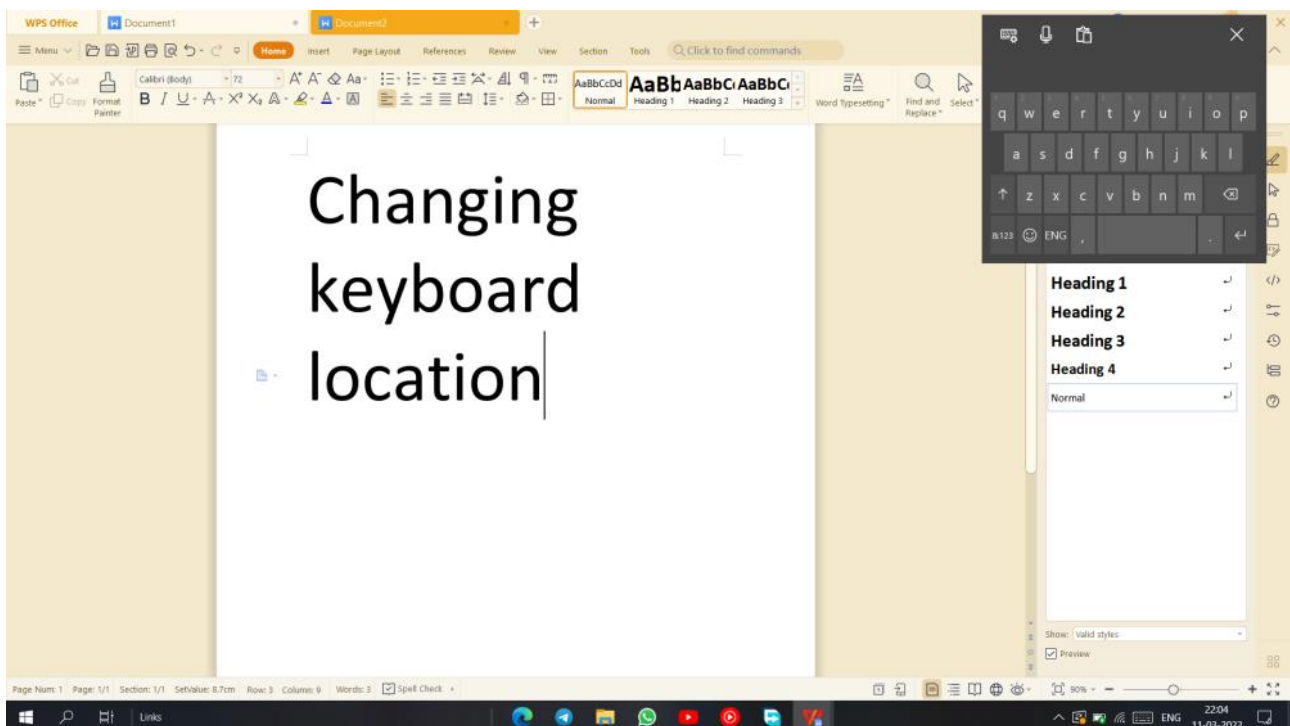 WPS Office
Document1
Document2
Menu
Home
Insert
Page Layout
References
Review
View
Section
Tools
Click to find commands
Paste
Cut
Copy
Format Painter
Calibri (Body)
72
AaBbCcDd
Normal
AaBb
Heading 1
AaBbC
Heading 2
AaBbC
Heading 3
Word Typesetting
Find and Replace
Select
q w e r t y u i o p
a s d f g h j k l
z x c v b n m
&123 ENG , .
Changing
keyboard
location
Heading 1
Heading 2
Heading 3
Heading 4
Normal
Show: Valid styles
Preview
Page Num: 1 Page: 1/1 Section: 1/1 SetValue: 8.7cm Row: 3 Column: 9 Words: 3 Spell Check
90%
Links
ENG
22:04
11-03-2022